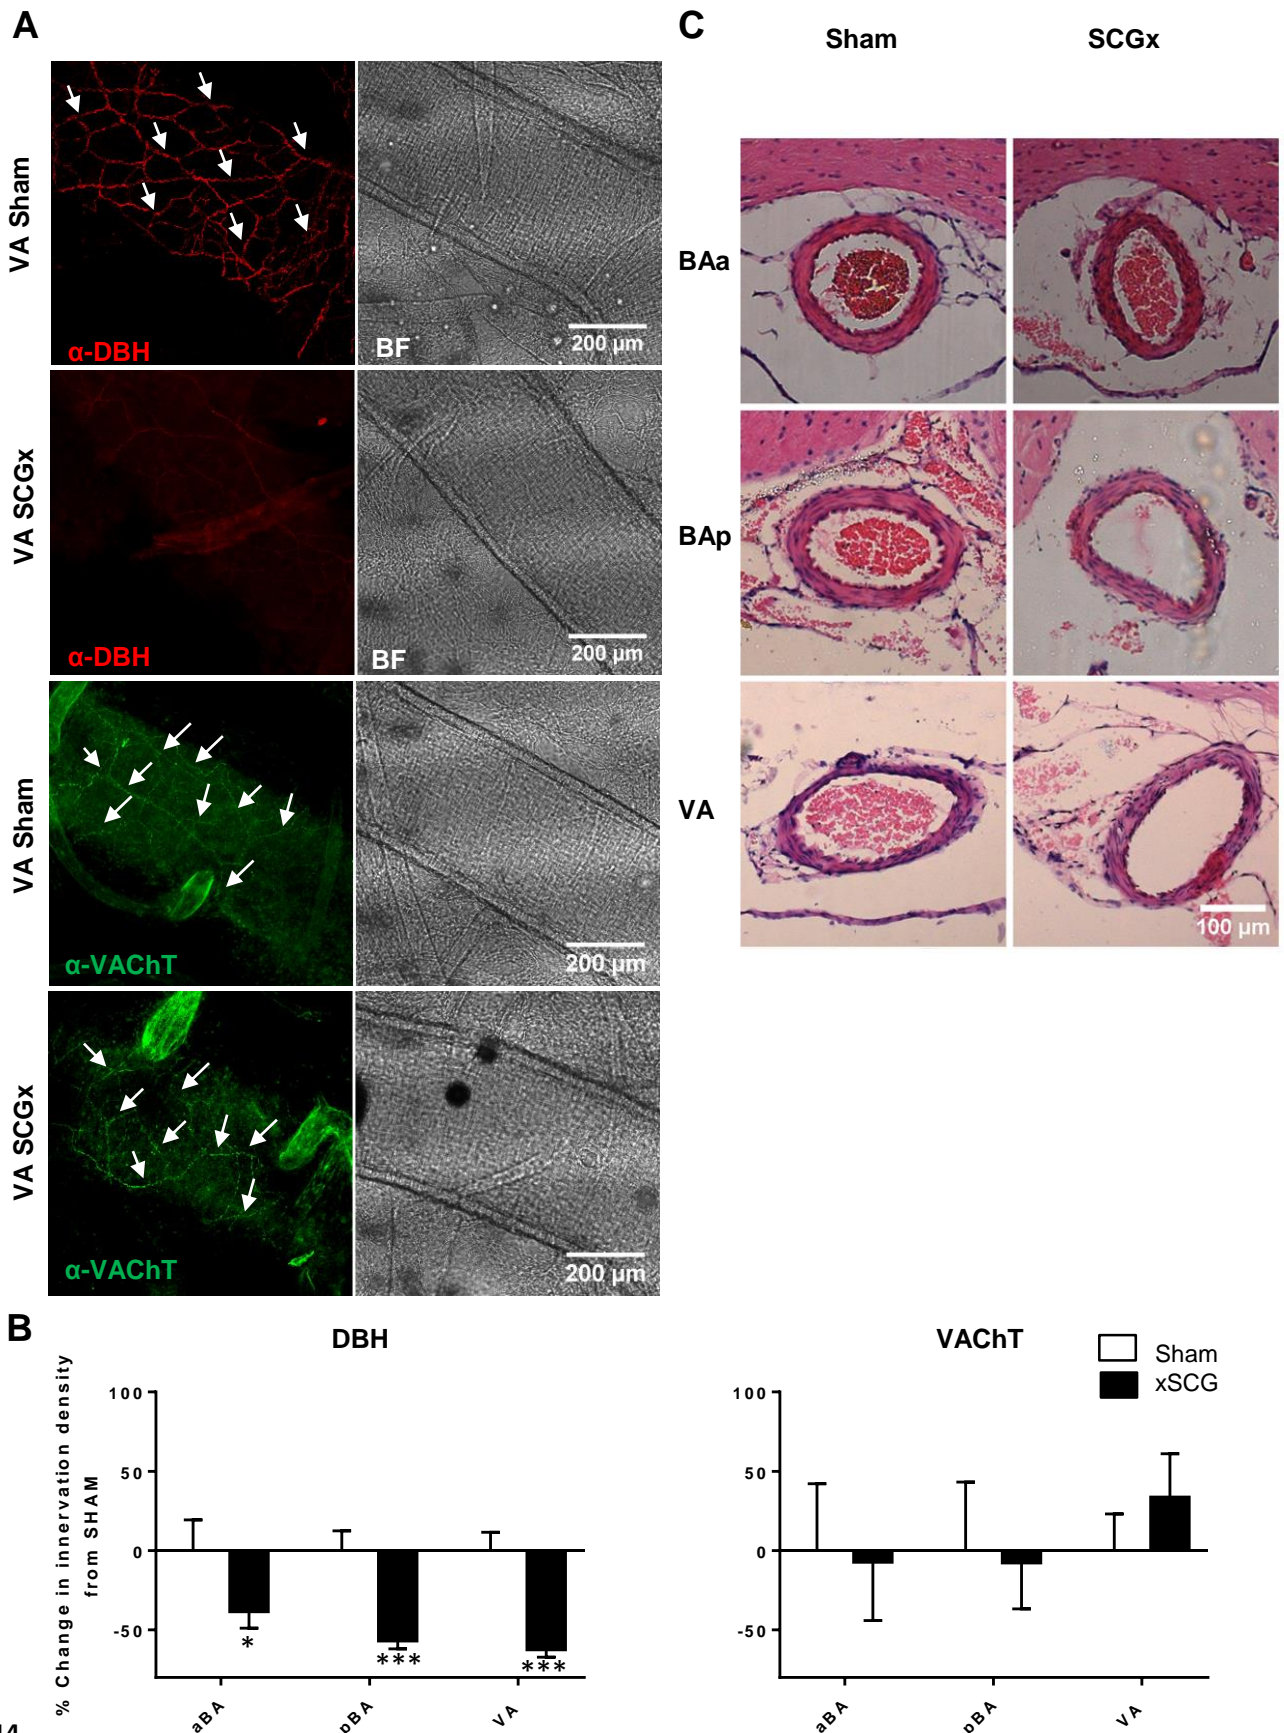 A
VA Sham
α-DBH
BF
200 µm
VA SCGx
α-DBH
BF
200 µm
VA Sham
α-VAChT
200 µm
VA SCGx
α-VAChT
200 µm
C
Sham
SCGx
BAa
BAp
VA
100 µm
B
DBH
% Change in innervation density
from SHAM
100
50
0
-50
*
***
***
aBA
pBA
VA
VAChT
Sham
xSCG
100
50
0
-50
aBA
pBA
VA